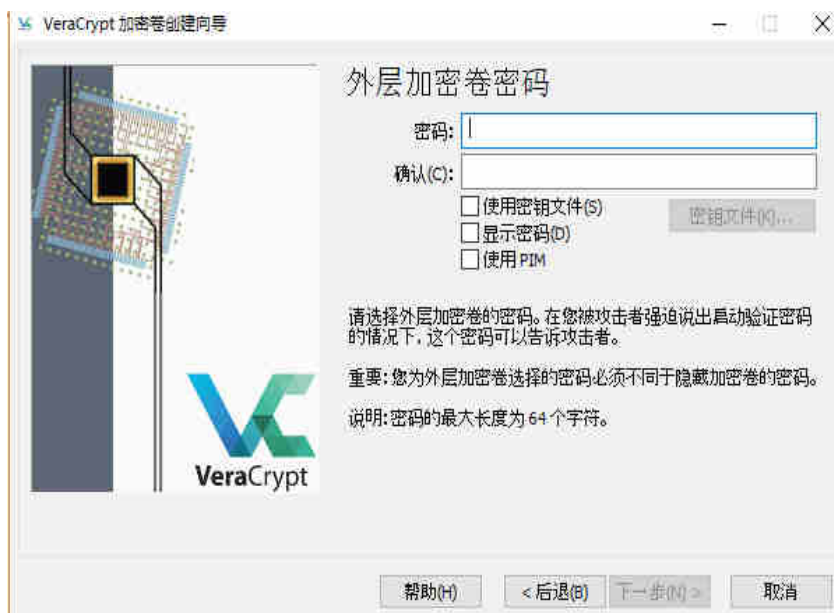 VeraCrypt 加密卷创建向导
外层加密卷密码
密码:
确认(C):
使用密钥文件(S)
密钥文件(K)...
显示密码(D)
使用 PIM
请选择外层加密卷的密码。在您被攻击者强迫说出启动验证密码
的情况下，这个密码可以告诉攻击者。
重要:您为外层加密卷选择的密码必须不同于隐藏加密卷的密码。
说明:密码的最大长度为 64 个字符。
VeraCrypt
帮助(H)
< 后退(B)
下一步(N) >
取消